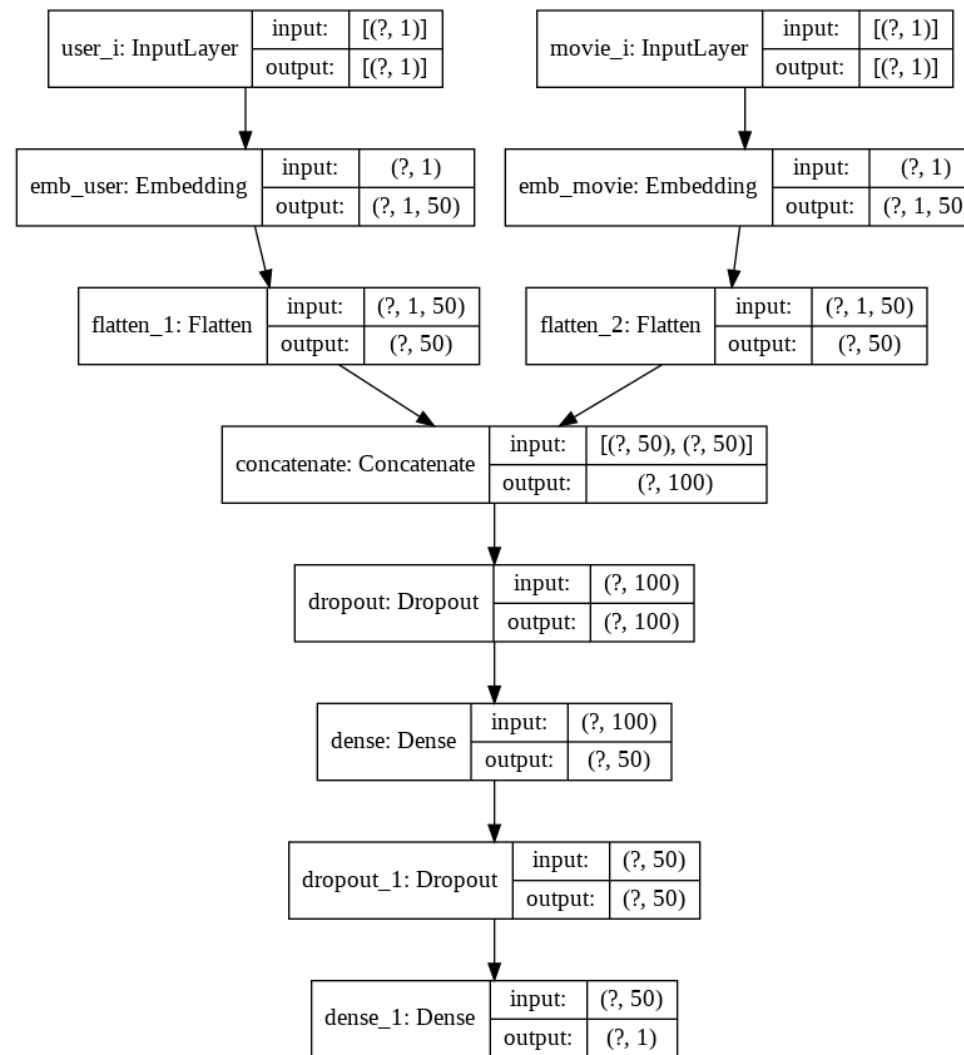 user_i: InputLayer
input: [(?, 1)]
output: [(?, 1)]
movie_i: InputLayer
input: [(?, 1)]
output: [(?, 1)]
emb_user: Embedding
input: (?, 1)
output: (?, 1, 50)
emb_movie: Embedding
input: (?, 1)
output: (?, 1, 50
flatten_1: Flatten
input: (?, 1, 50)
output: (?, 50)
flatten_2: Flatten
input: (?, 1, 50)
output: (?, 50)
concatenate: Concatenate
input: [(?, 50), (?, 50)]
output: (?, 100)
dropout: Dropout
input: (?, 100)
output: (?, 100)
dense: Dense
input: (?, 100)
output: (?, 50)
dropout_1: Dropout
input: (?, 50)
output: (?, 50)
dense_1: Dense
input: (?, 50)
output: (?, 1)